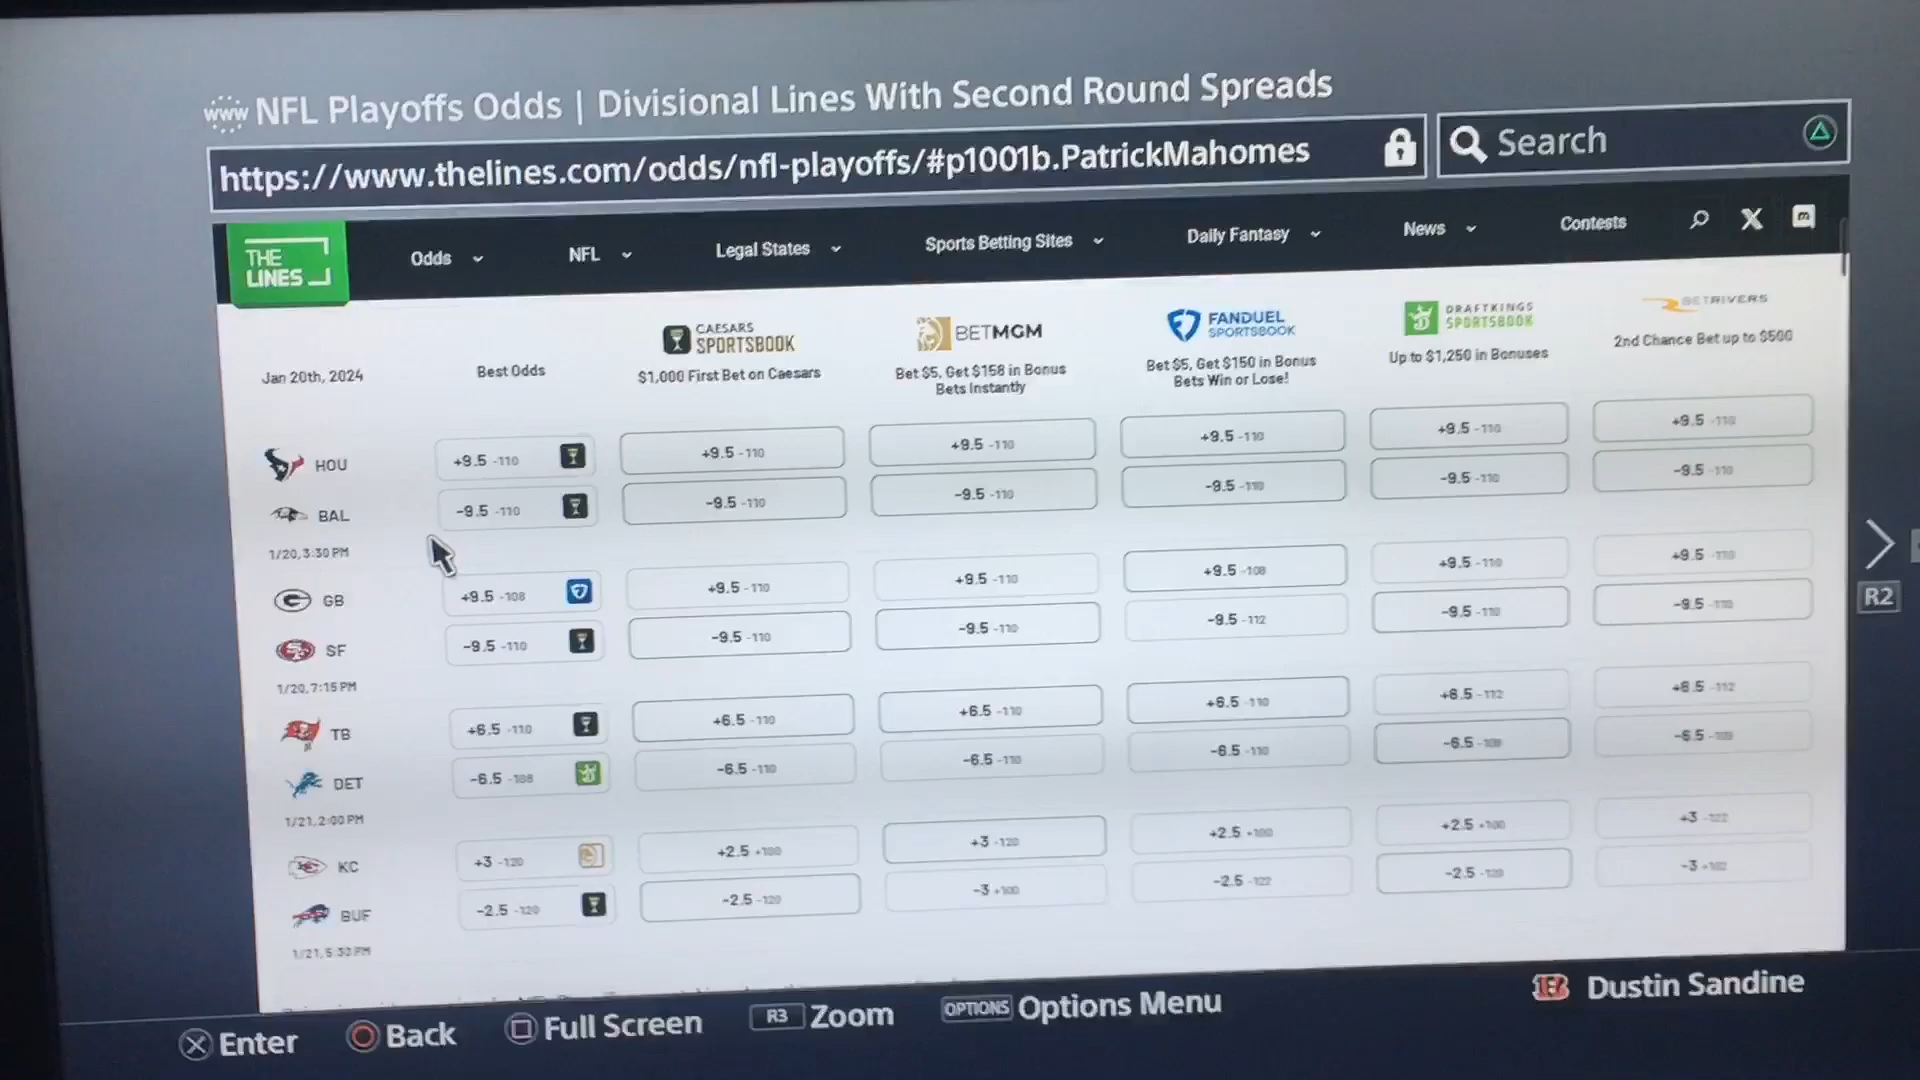 www NFL Playoffs Odds | Divisional Lines With Second Round Spreads
https://www.thelines.com/odds/nfl-playoffs/#p1001b.PatrickMahomes
Search
THE LINES
Odds NFL Legal States Sports Betting Sites Daily Fantasy News Contests X
CAESARS SPORTSBOOK BETMGM FANDUEL SPORTSBOOK DRAFTKINGS SPORTSBOOK BETRIVERS
Jan 20th, 2024 Best Odds $1,000 First Bet on Caesars Bet $5, Get $158 in Bonus Bets Instantly Bet $5, Get $150 in Bonus Bets Win or Lose! Up to $1,250 in Bonuses 2nd Chance Bet up to $500
HOU +9.5 -110 +9.5 -110 +9.5 -110 +9.5 -110 +9.5 -110 +9.5 -110
BAL -9.5 -110 -9.5 -110 -9.5 -110 -9.5 -110 -9.5 -110 -9.5 -110
1/20, 3:30 PM
GB +9.5 -108 +9.5 -110 +9.5 -110 +9.5 -108 +9.5 -110 +9.5 -110
SF -9.5 -110 -9.5 -110 -9.5 -110 -9.5 -112 -9.5 -110 -9.5 -110
1/20, 7:15 PM
TB +6.5 -110 +6.5 -110 +6.5 -110 +6.5 -110 +6.5 -112 +6.5 -112
DET -6.5 -108 -6.5 -110 -6.5 -110 -6.5 -110 -6.5 -108 -6.5
1/21, 2:00 PM
KC +3 -120 +2.5 +100 +3 -120 +2.5 +100 +2.5 +100 +3 -122
BUF -2.5 -120 -2.5 -120 -3 +100 -2.5 -122 -2.5 -120 -3 +102
1/21, 5:30 PM
R2
Enter Back Full Screen R3 Zoom OPTIONS Options Menu Dustin Sandine